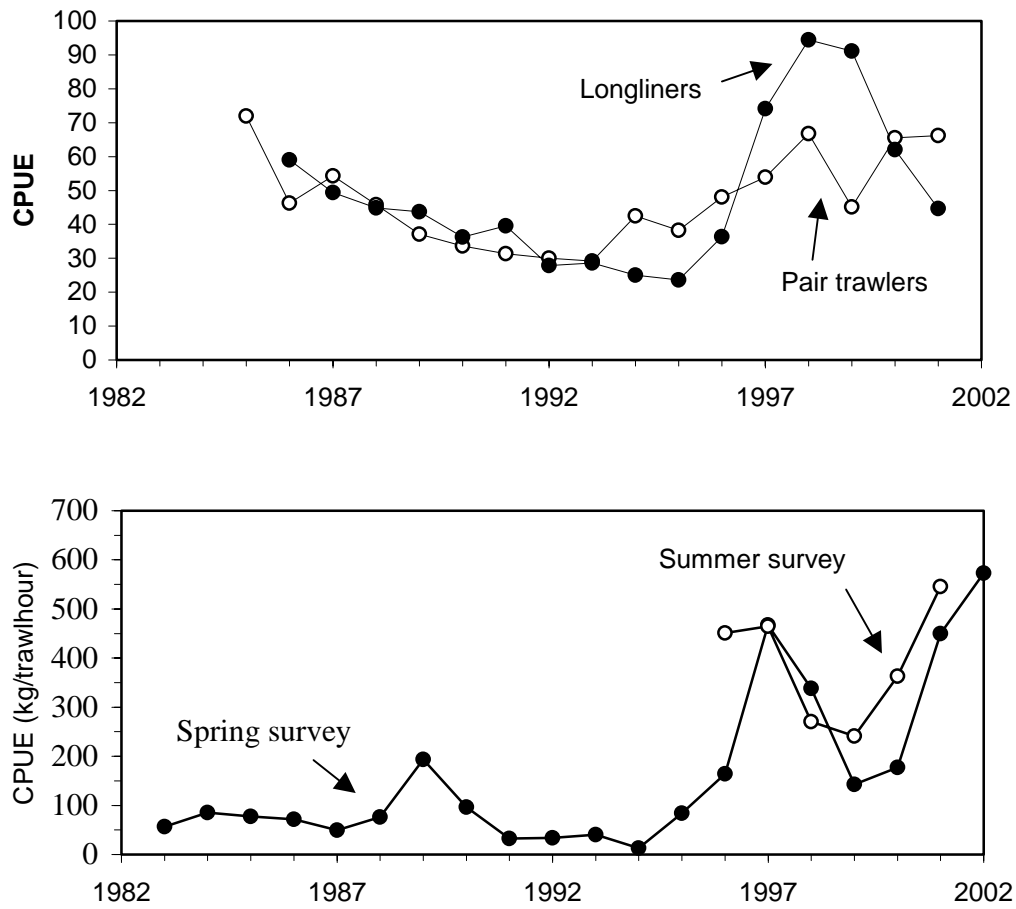 100
90
80
70
60
50
40
30
20
10
0
CPUE
Longliners
Pair trawlers
1982 1987 1992 1997 2002
700
600
500
400
300
200
100
0
CPUE (kg/trawlhour)
Summer survey
Spring survey
1982 1987 1992 1997 2002